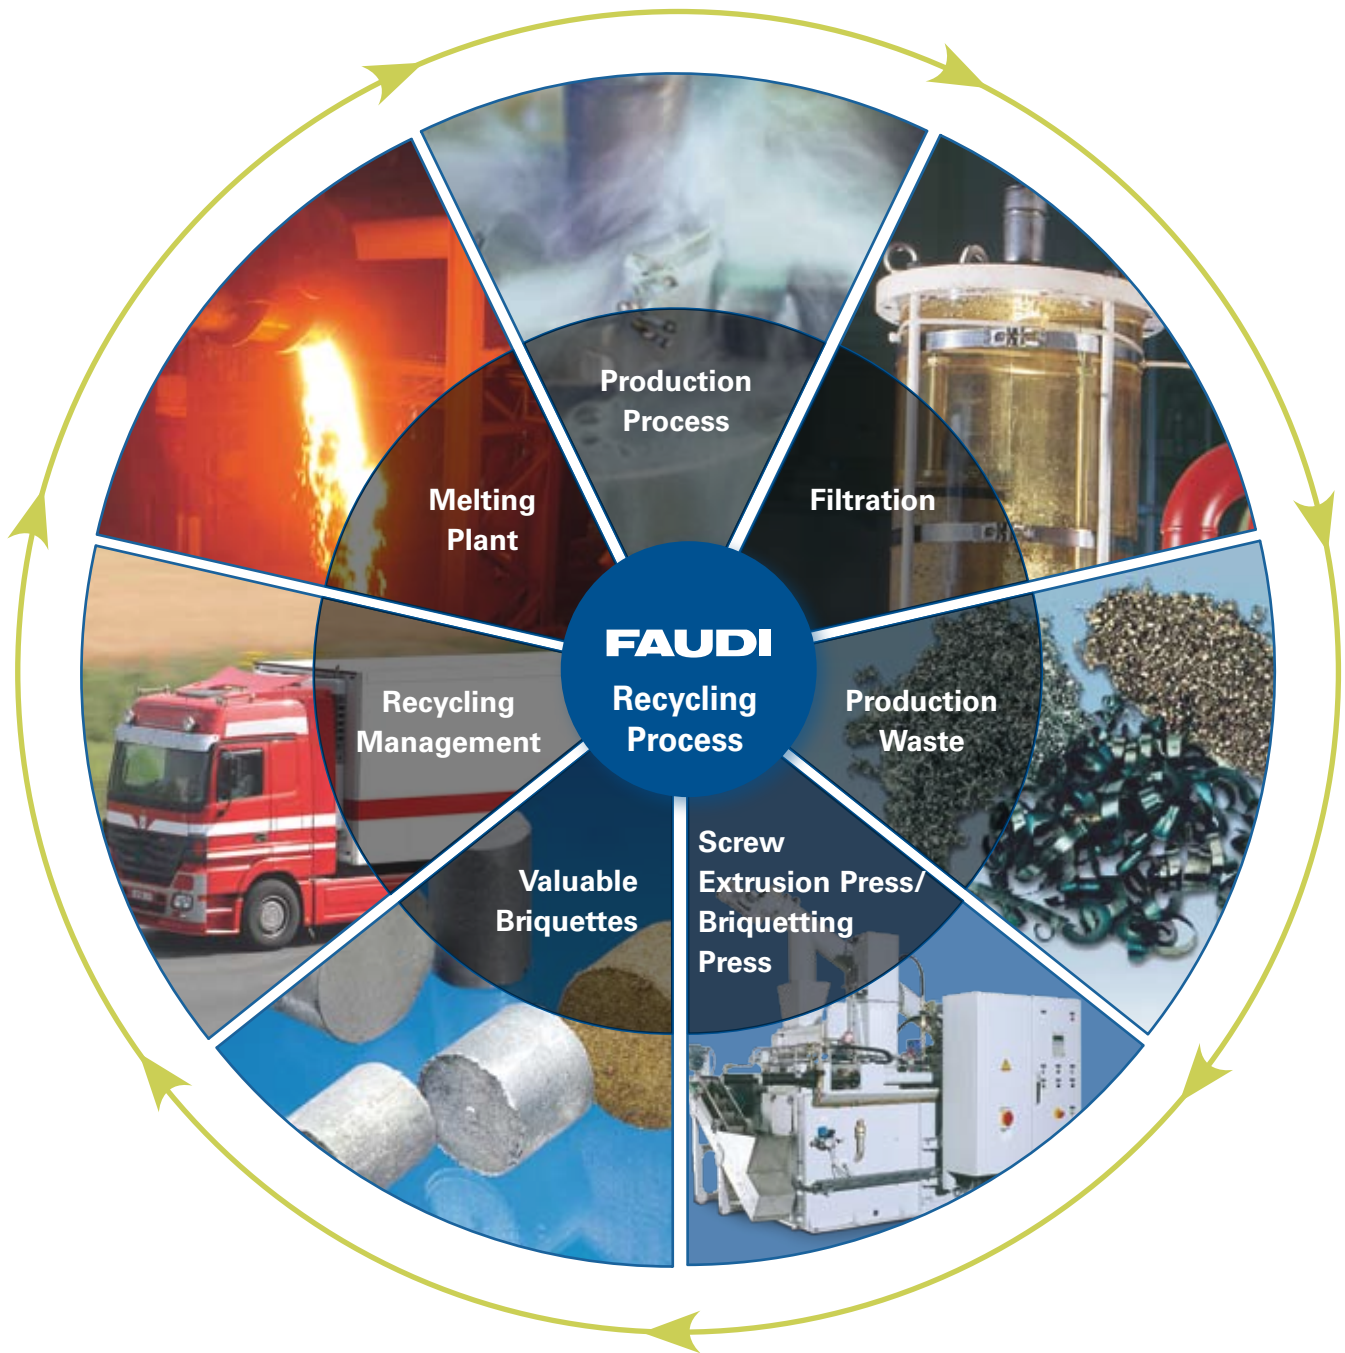 Production
Process
Melting
Plant
Filtration
FAUDI
Recycling
Process
Recycling
Management
Production
Waste
Valuable
Briquettes
Screw
Extrusion Press/
Briquetting
Press